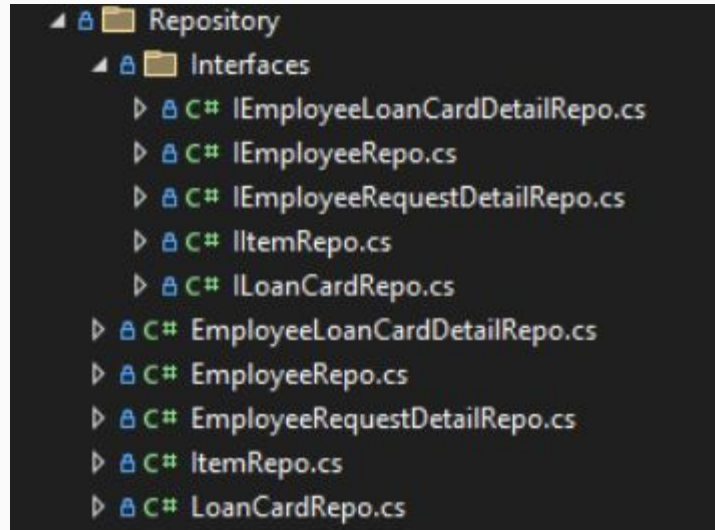 Repository
Interfaces
C# IEmployeeLoanCardDetailRepo.cs
C# IEmployeeRepo.cs
C# IEmployeeRequestDetailRepo.cs
C# IItemRepo.cs
C# ILoanCardRepo.cs
C# EmployeeLoanCardDetailRepo.cs
C# EmployeeRepo.cs
C# EmployeeRequestDetailRepo.cs
C# ItemRepo.cs
C# LoanCardRepo.cs